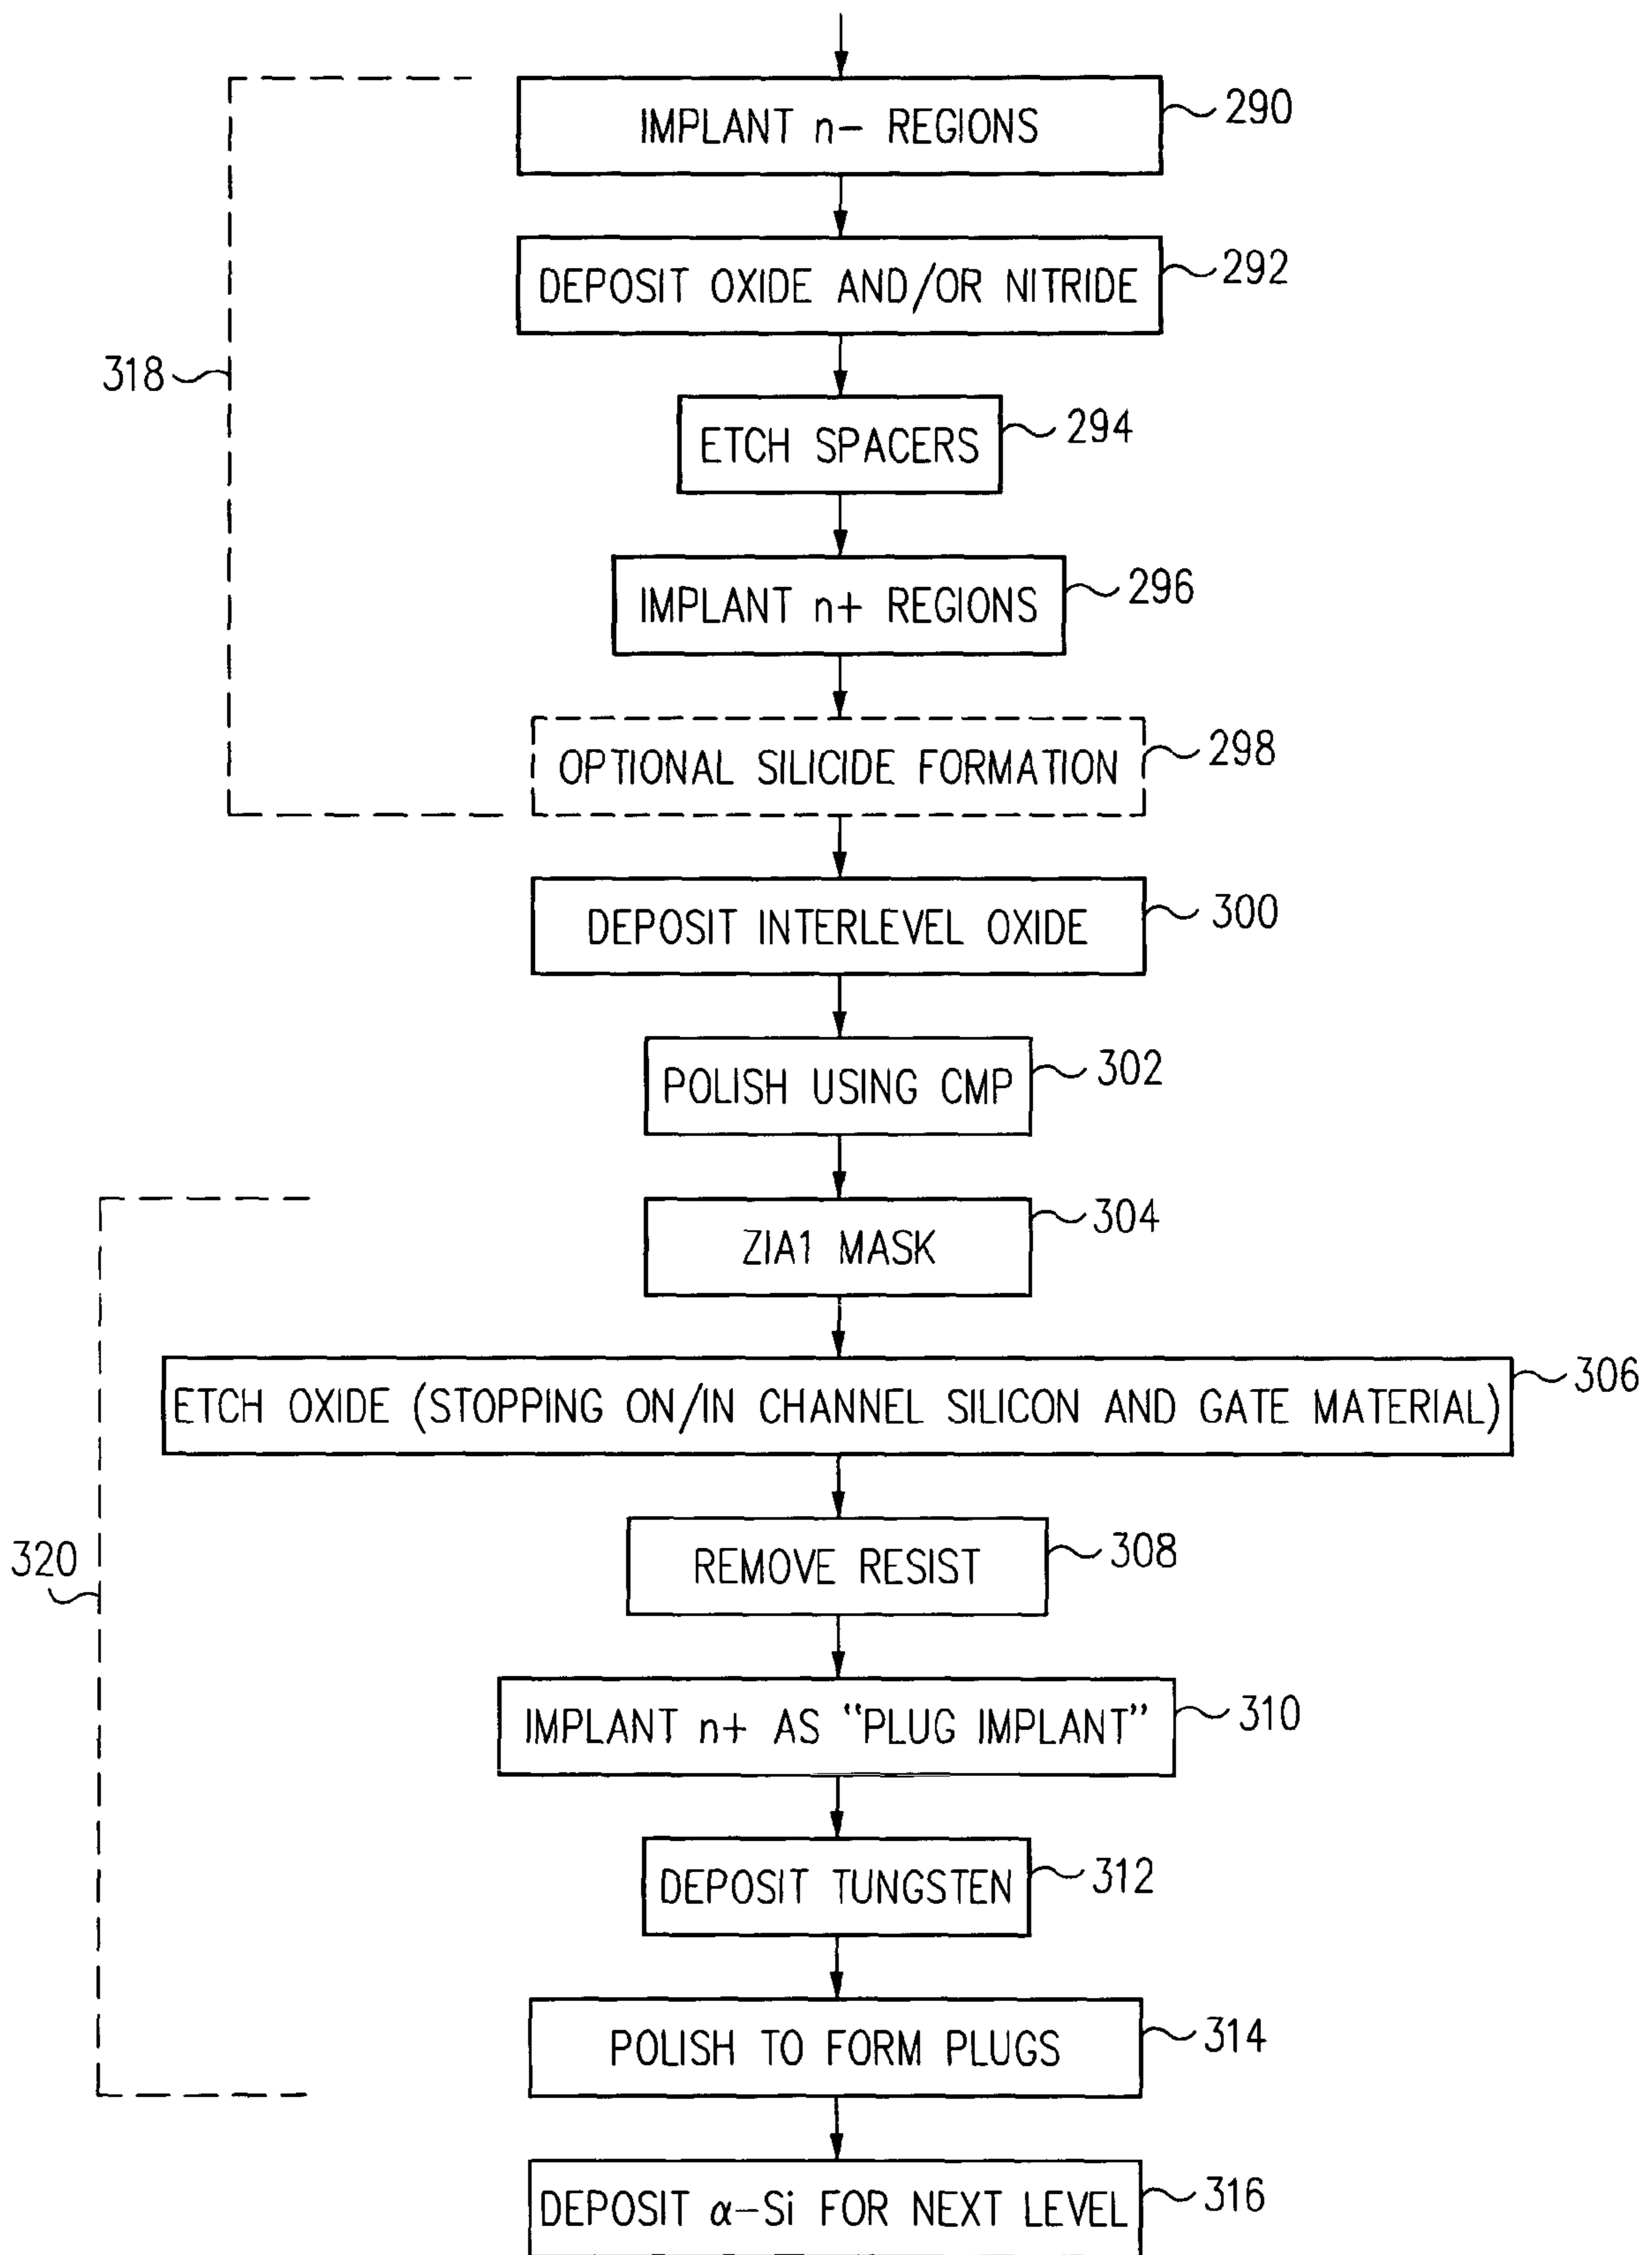 IMPLANT n- REGIONS
290
DEPOSIT OXIDE AND/OR NITRIDE
292
318
ETCH SPACERS
294
IMPLANT n+ REGIONS
296
OPTIONAL SILICIDE FORMATION
298
DEPOSIT INTERLEVEL OXIDE
300
POLISH USING CMP
302
ZIA1 MASK
304
ETCH OXIDE (STOPPING ON/IN CHANNEL SILICON AND GATE MATERIAL)
306
320
REMOVE RESIST
308
IMPLANT n+ AS “PLUG IMPLANT”
310
DEPOSIT TUNGSTEN
312
POLISH TO FORM PLUGS
314
DEPOSIT α-Si FOR NEXT LEVEL
316